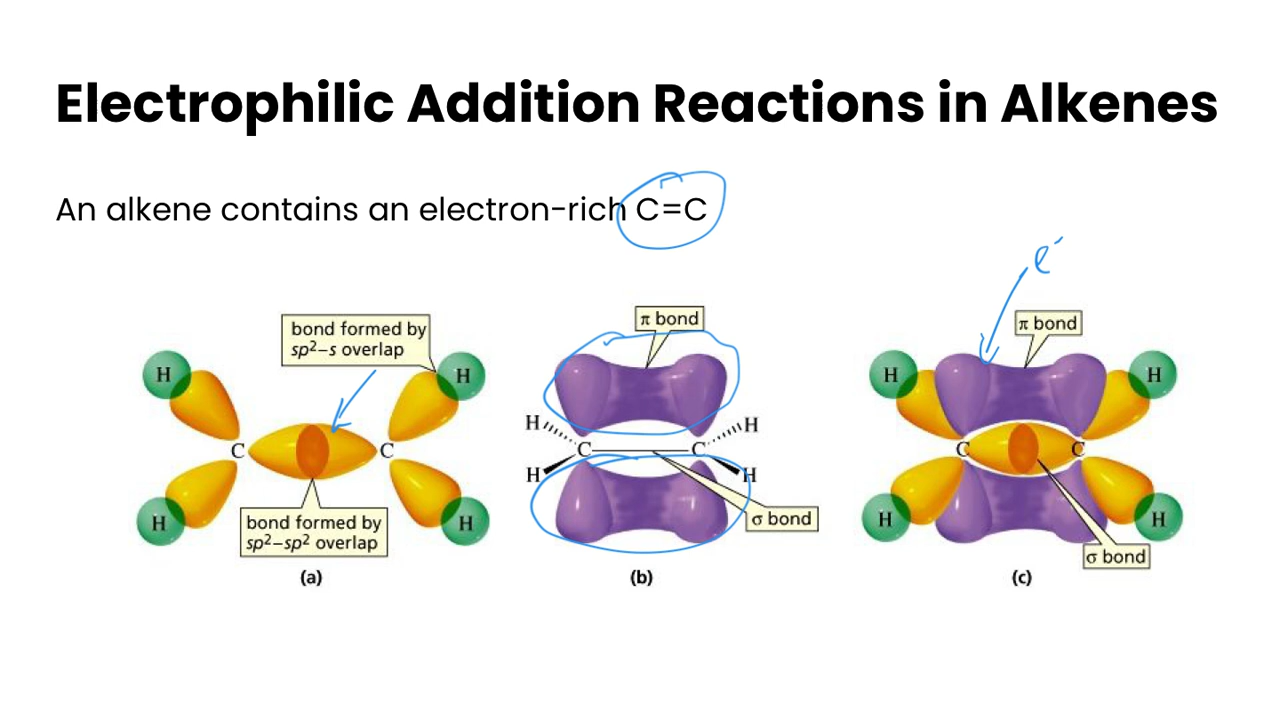 Electrophilic Addition Reactions in Alkenes
An alkene contains an electron-rich C=C
e⁻
bond formed by
sp²–s overlap
H
H
C
C
H
H
bond formed by
sp²–sp² overlap
(a)
π bond
H
H
C
C
H
H
σ bond
(b)
π bond
H
H
C
C
H
H
σ bond
(c)